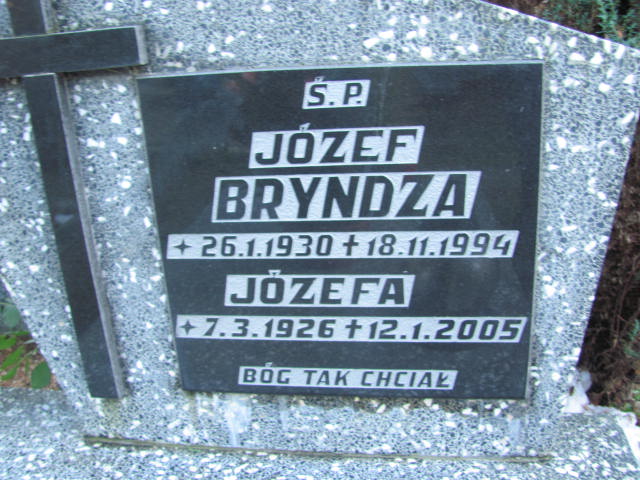 Ś.P.
JÓZEF
BRYNDZA
✦ 26.1.1930 ✝ 18.11.1994
JÓZEFA
✦ 7.3.1926 ✝ 12.1.2005
BÓG TAK CHCIAŁ